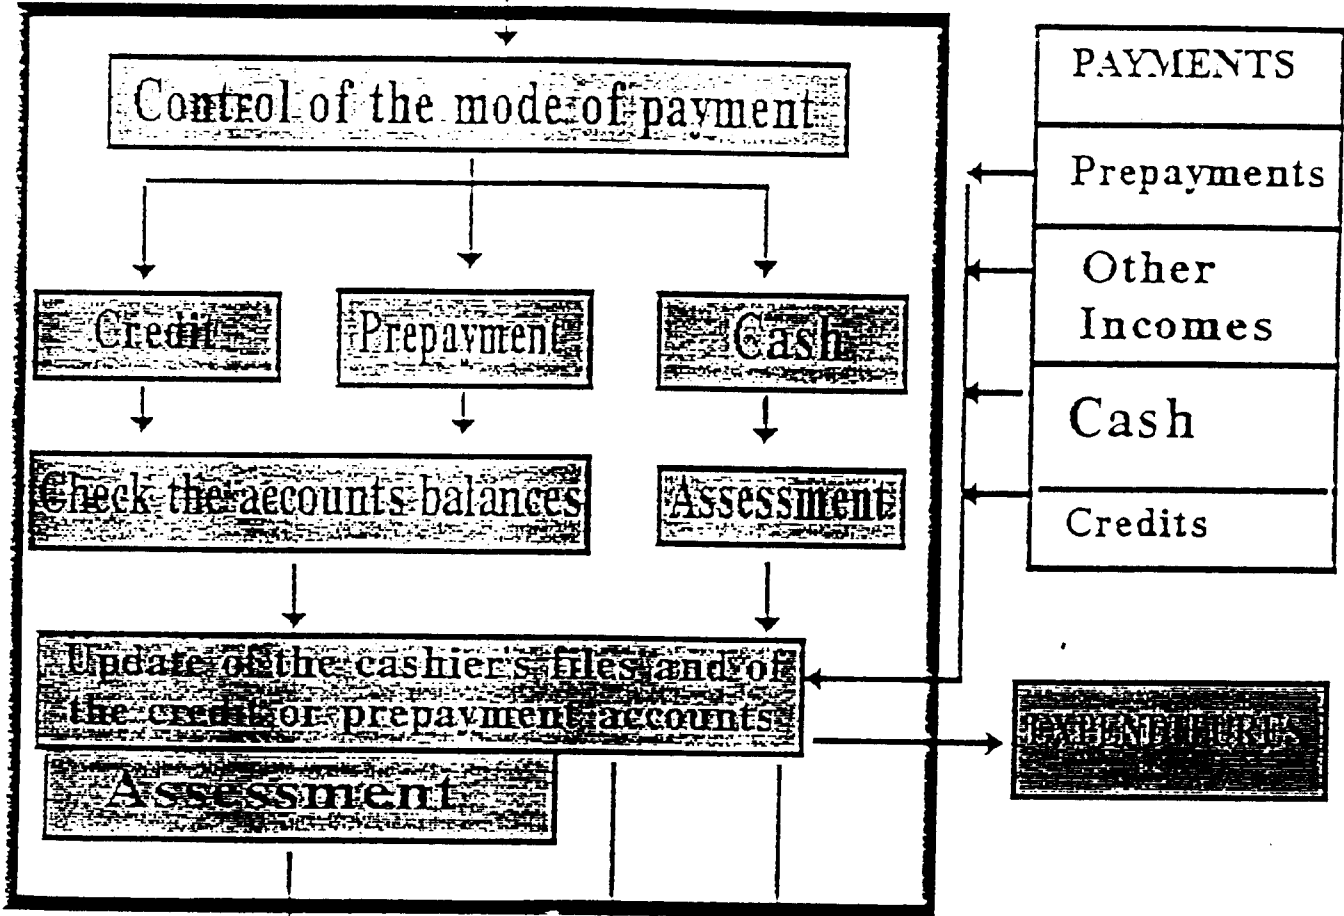 Control of the mode of payment
Credit
Prepayment
Cash
Check the accounts balances
Assessment
Update of the cashier's files and of
the credit or prepayment accounts
Assessment
PAYMENTS
Prepayments
Other
Incomes
Cash
Credits
EXPENDITURES